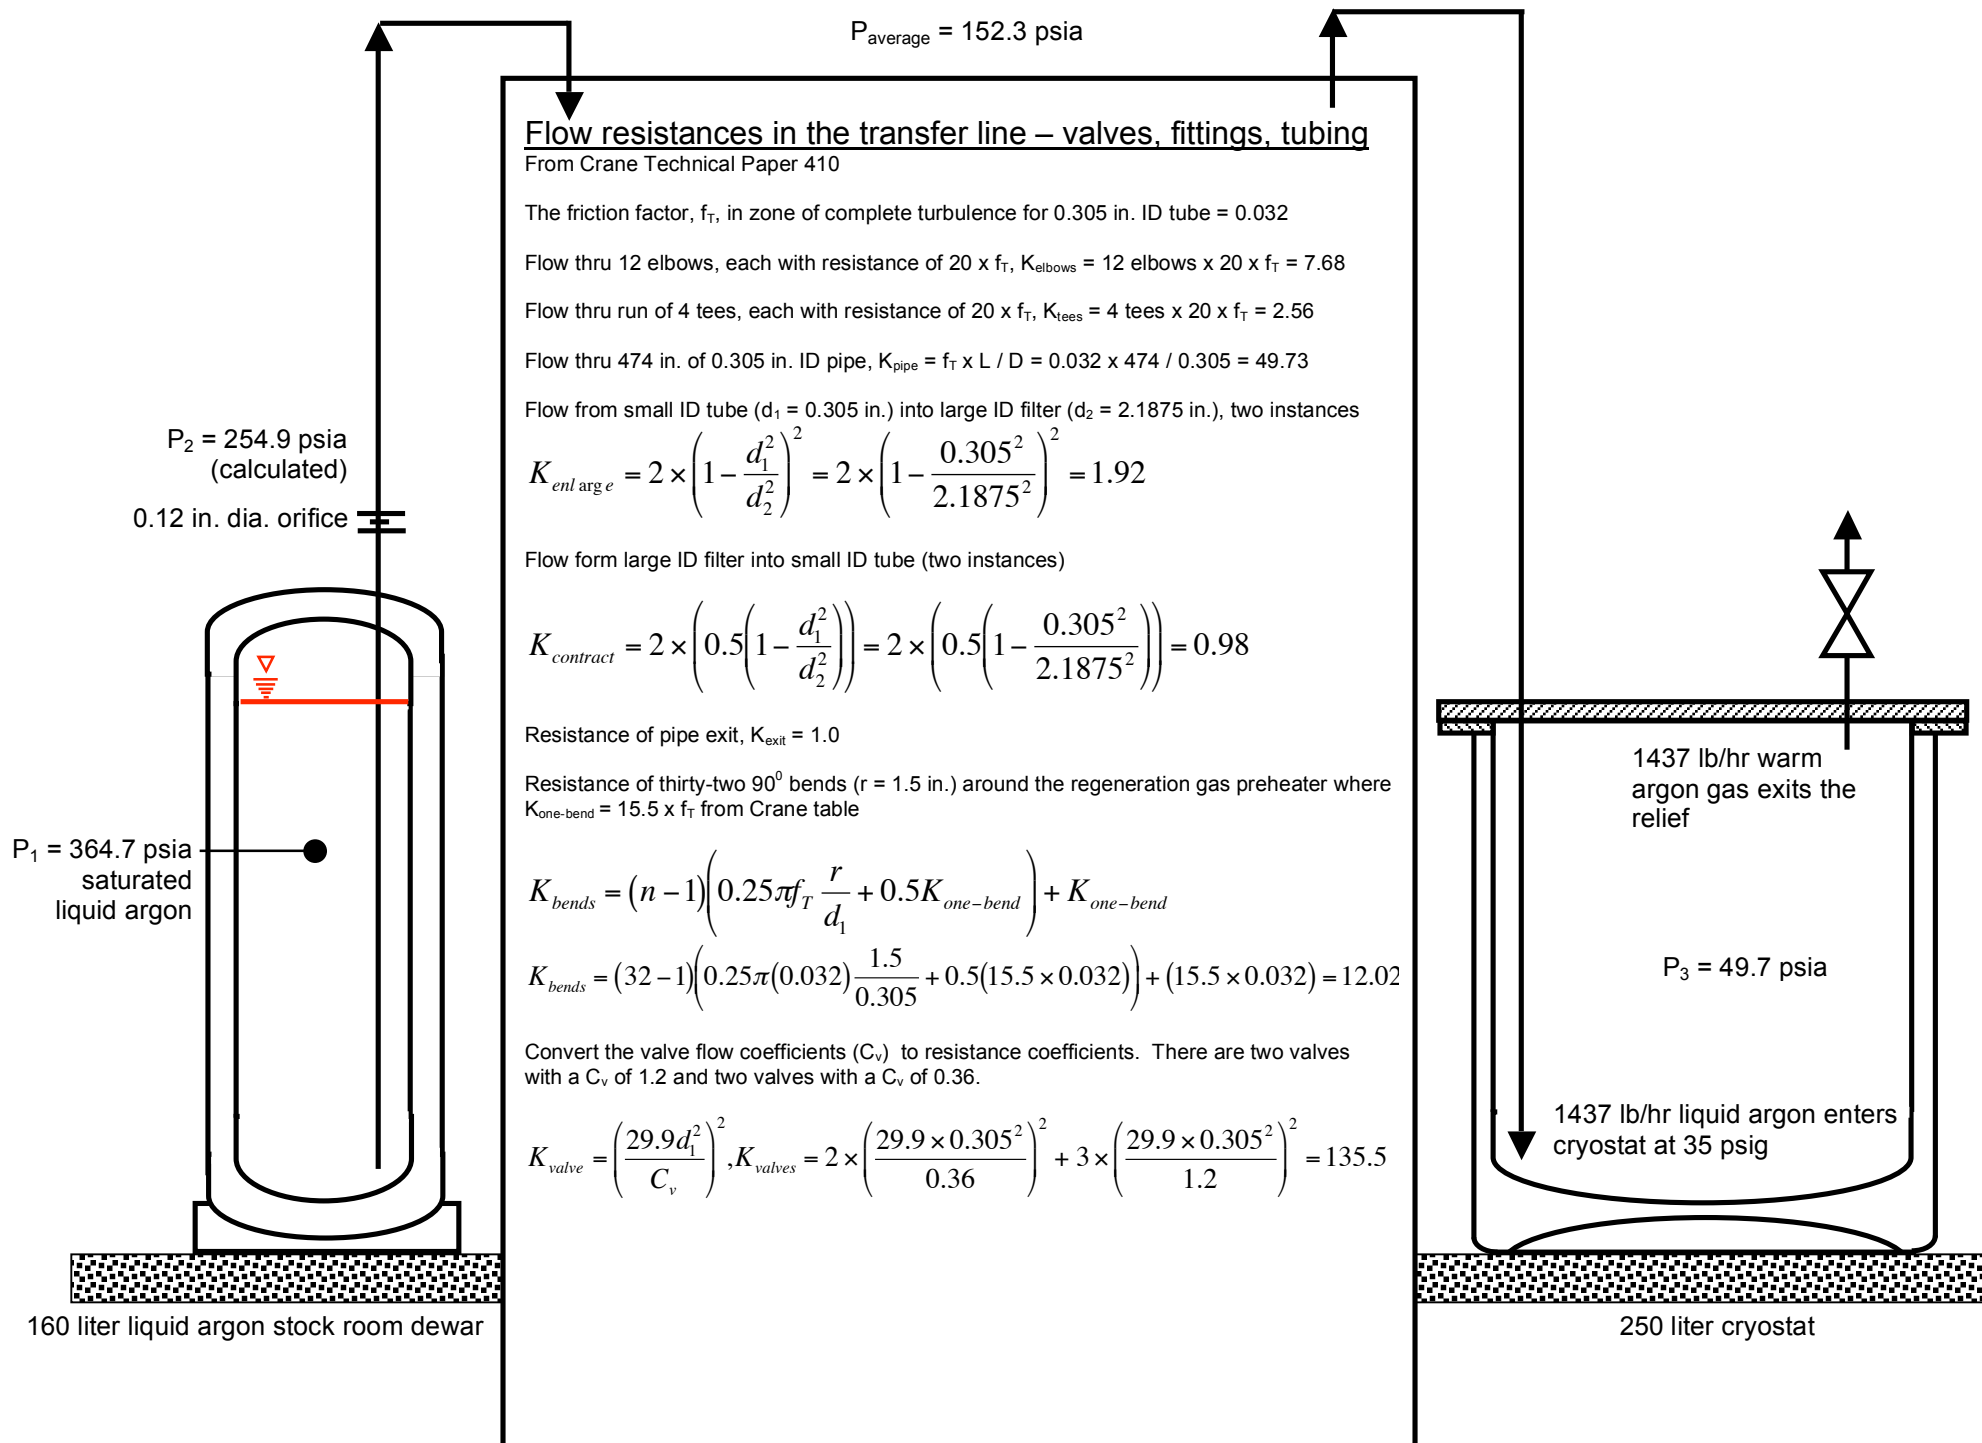 P_average = 152.3 psia
Flow resistances in the transfer line – valves, fittings, tubing
From Crane Technical Paper 410
The friction factor, f_T, in zone of complete turbulence for 0.305 in. ID tube = 0.032
Flow thru 12 elbows, each with resistance of 20 x f_T, K_elbows = 12 elbows x 20 x f_T = 7.68
Flow thru run of 4 tees, each with resistance of 20 x f_T, K_tees = 4 tees x 20 x f_T = 2.56
Flow thru 474 in. of 0.305 in. ID pipe, K_pipe = f_T x L / D = 0.032 x 474 / 0.305 = 49.73
Flow from small ID tube (d_1 = 0.305 in.) into large ID filter (d_2 = 2.1875 in.), two instances
K_{enl arg e} = 2 × (1 − d_1^2 / d_2^2)^2 = 2 × (1 − 0.305^2 / 2.1875^2)^2 = 1.92
Flow form large ID filter into small ID tube (two instances)
K_contract = 2 × (0.5(1 − d_1^2 / d_2^2)) = 2 × (0.5(1 − 0.305^2 / 2.1875^2)) = 0.98
Resistance of pipe exit, K_exit = 1.0
Resistance of thirty-two 90^0 bends (r = 1.5 in.) around the regeneration gas preheater where
K_one-bend = 15.5 x f_T from Crane table
K_bends = (n − 1)(0.25πf_T r / d_1 + 0.5K_{one−bend}) + K_{one−bend}
K_bends = (32 − 1)(0.25π(0.032) 1.5 / 0.305 + 0.5(15.5 × 0.032)) + (15.5 × 0.032) = 12.02
Convert the valve flow coefficients (C_v) to resistance coefficients. There are two valves
with a C_v of 1.2 and two valves with a C_v of 0.36.
K_valve = (29.9d_1^2 / C_v)^2, K_valves = 2 × (29.9 × 0.305^2 / 0.36)^2 + 3 × (29.9 × 0.305^2 / 1.2)^2 = 135.5
P_2 = 254.9 psia
(calculated)
0.12 in. dia. orifice
P_1 = 364.7 psia
saturated
liquid argon
160 liter liquid argon stock room dewar
1437 lb/hr warm
argon gas exits the
relief
P_3 = 49.7 psia
1437 lb/hr liquid argon enters
cryostat at 35 psig
250 liter cryostat